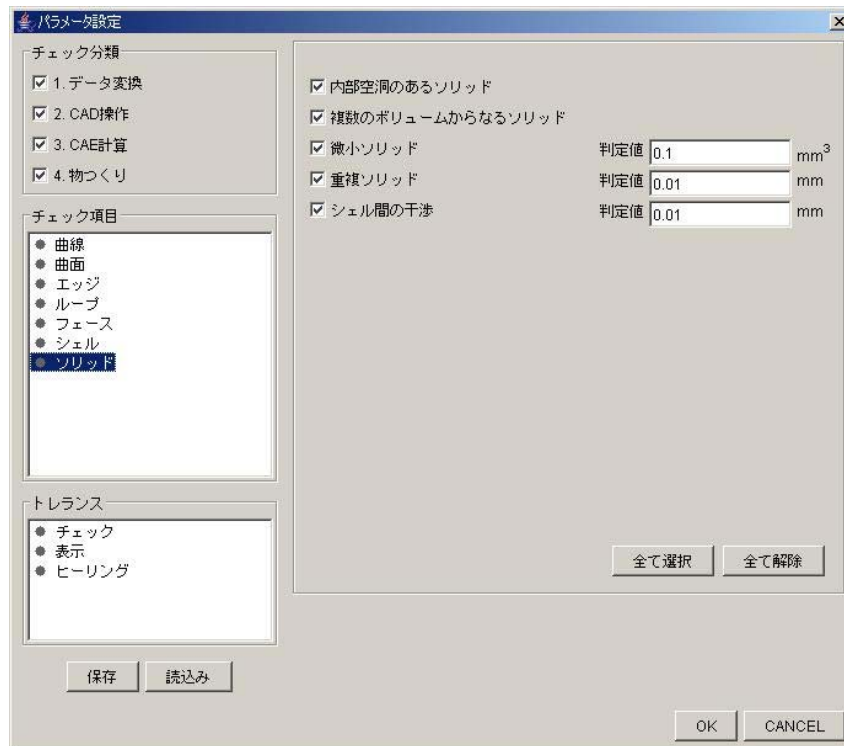 パラメータ設定
チェック分類
1. データ変換
2. CAD操作
3. CAE計算
4. 物つくり
チェック項目
曲線
曲面
エッジ
ループ
フェース
シェル
ソリッド
トレランス
チェック
表示
ヒーリング
保存 読込み
内部空洞のあるソリッド
複数のボリュームからなるソリッド
微小ソリッド 判定値 0.1 mm³
重複ソリッド 判定値 0.01 mm
シェル間の干渉 判定値 0.01 mm
全て選択 全て解除
OK CANCEL